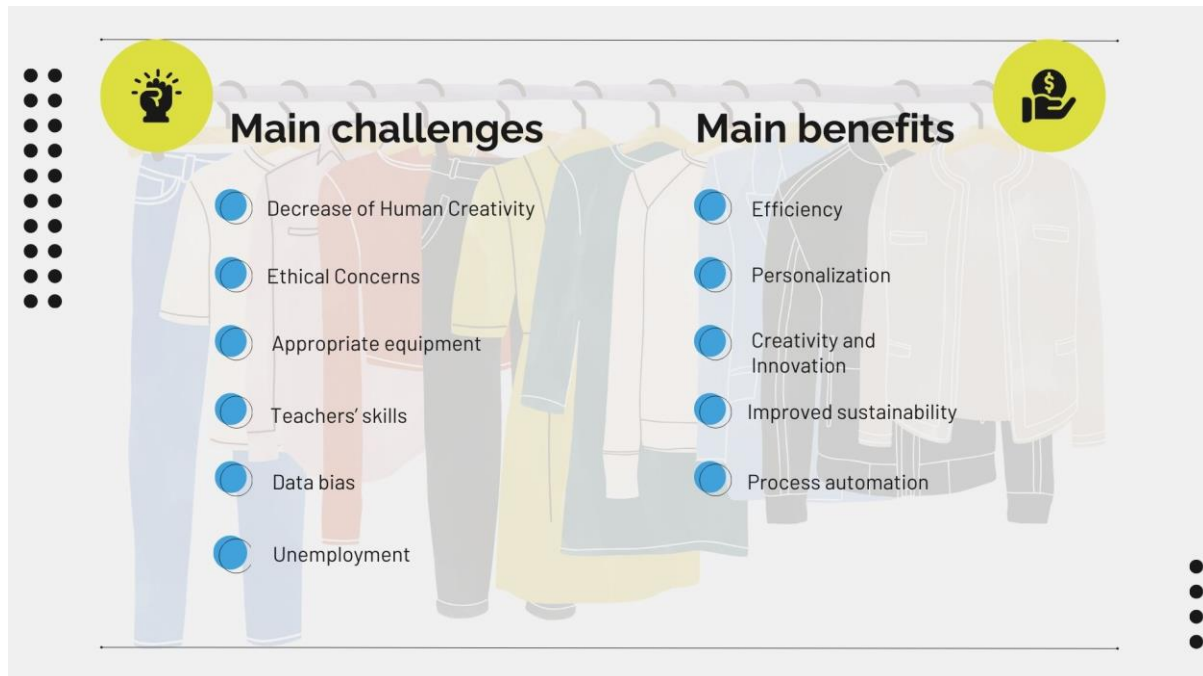 Main challenges
Decrease of Human Creativity
Ethical Concerns
Appropriate equipment
Teachers’ skills
Data bias
Unemployment
Main benefits
Efficiency
Personalization
Creativity and
Innovation
Improved sustainability
Process automation
$